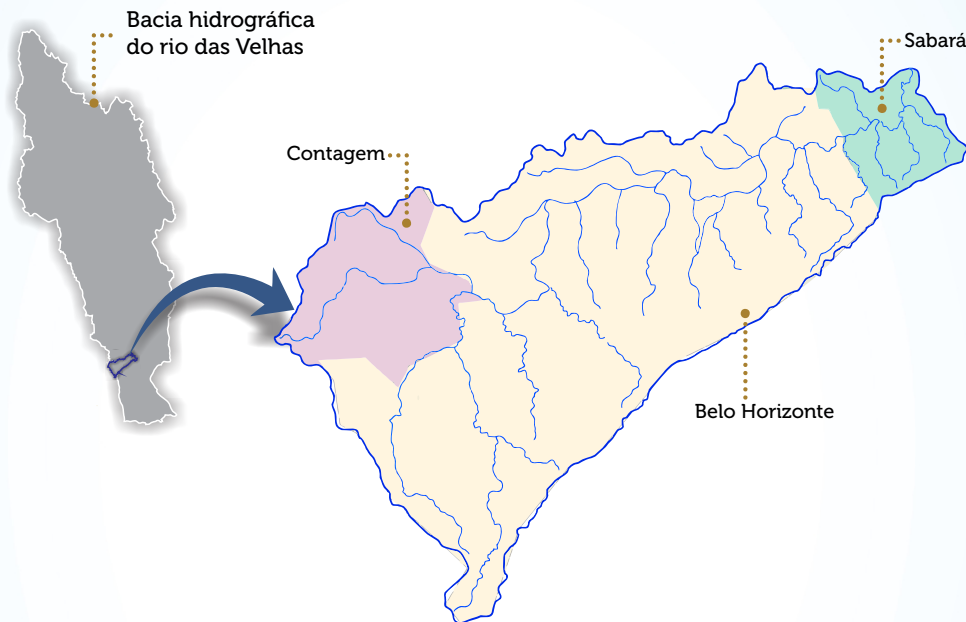 Bacia hidrográfica
do rio das Velhas
Sabará
Contagem
Belo Horizonte